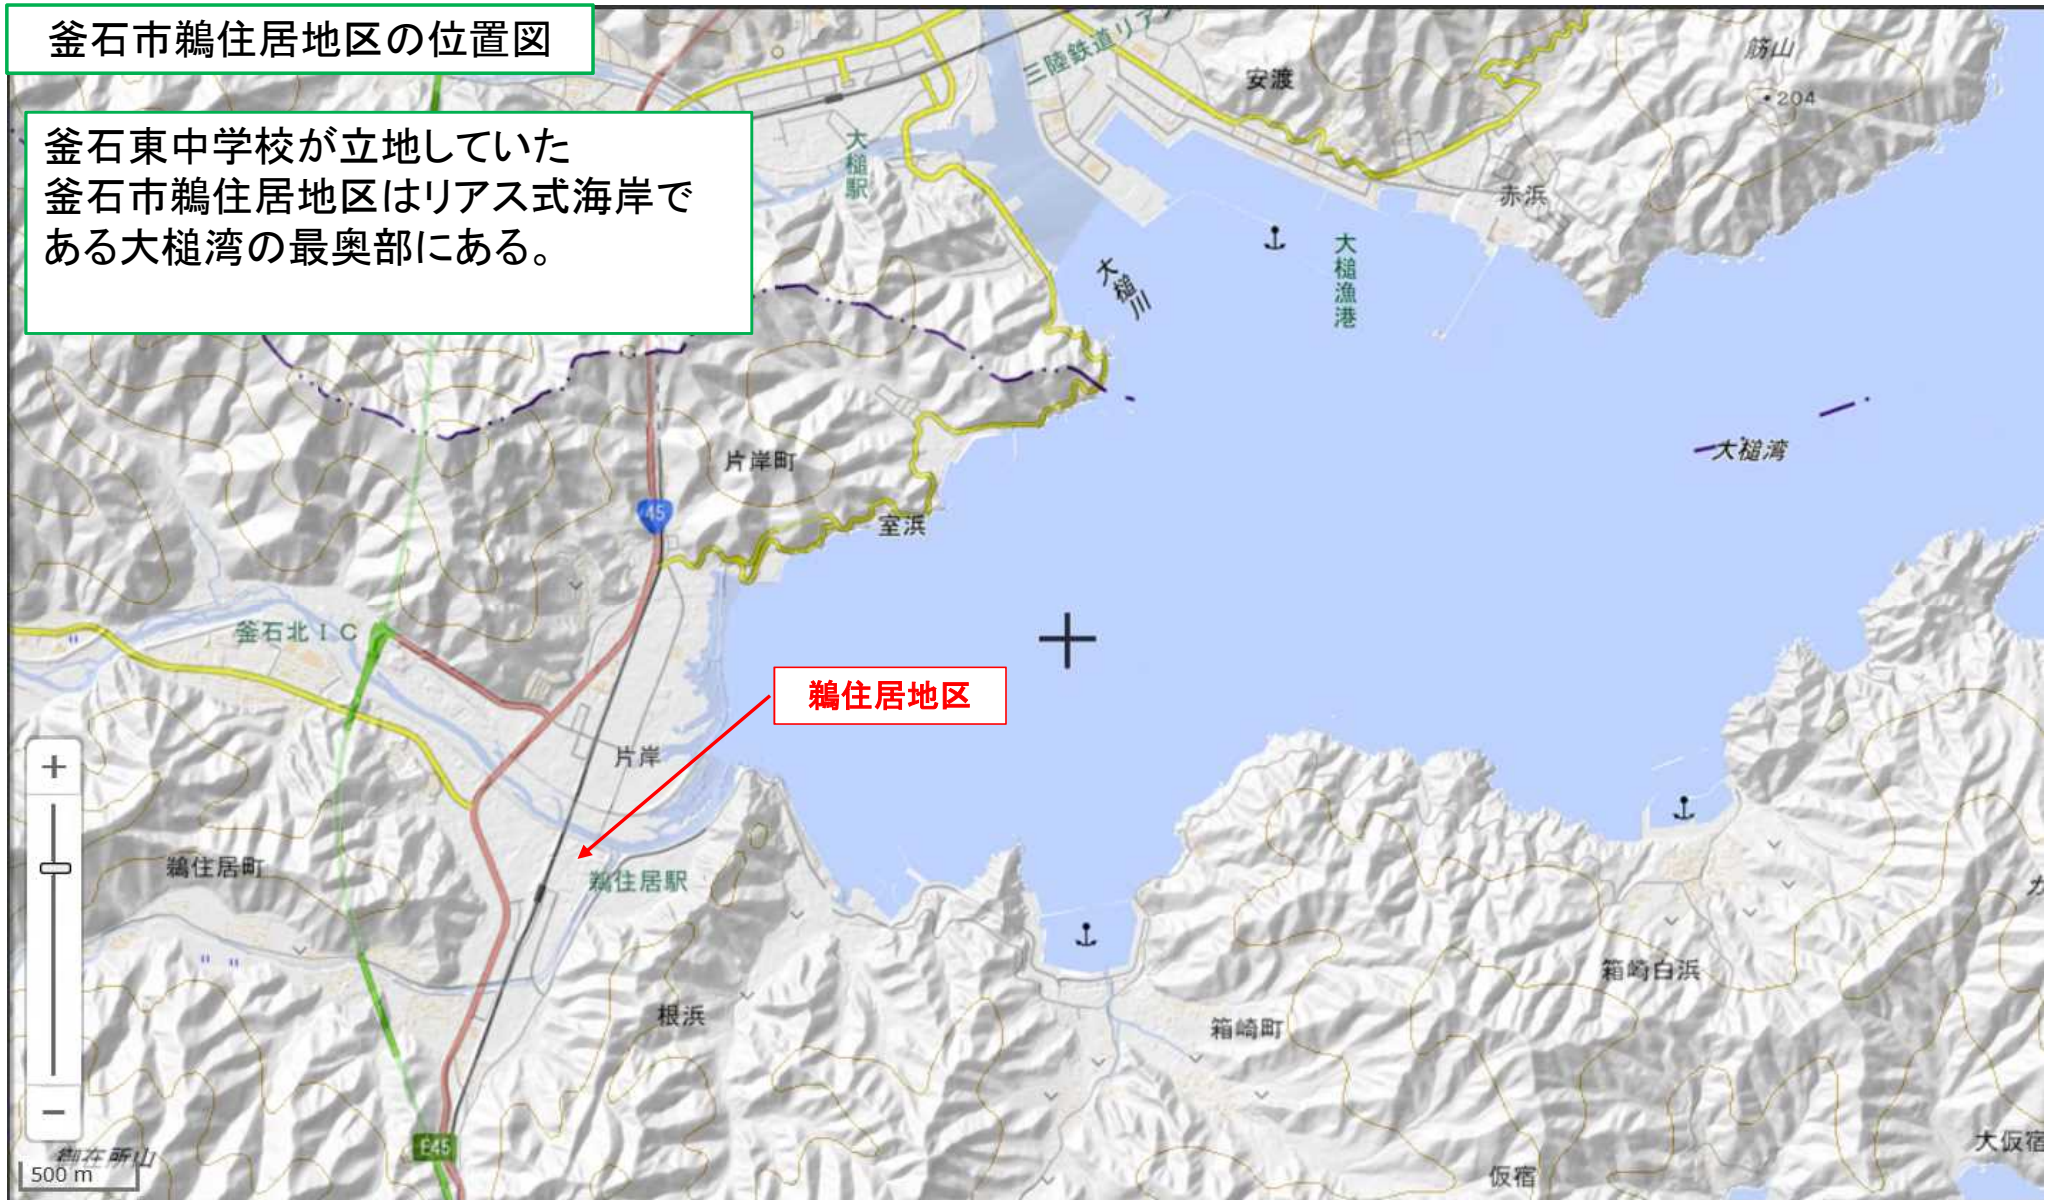 釜石市鵜住居地区の位置図
釜石東中学校が立地していた
釜石市鵜住居地区はリアス式海岸で
ある大槌湾の最奥部にある。
三陸鉄道リアス
安渡
筋山
204
大槌駅
赤浜
大槌川
大槌漁港
大槌湾
片岸町
45
室浜
釜石北IC
鵜住居地区
片岸
鵜住居町
鵜住居駅
根浜
箱崎白浜
箱崎町
E45
御在所山
500 m
仮宿
大仮宿
+
−